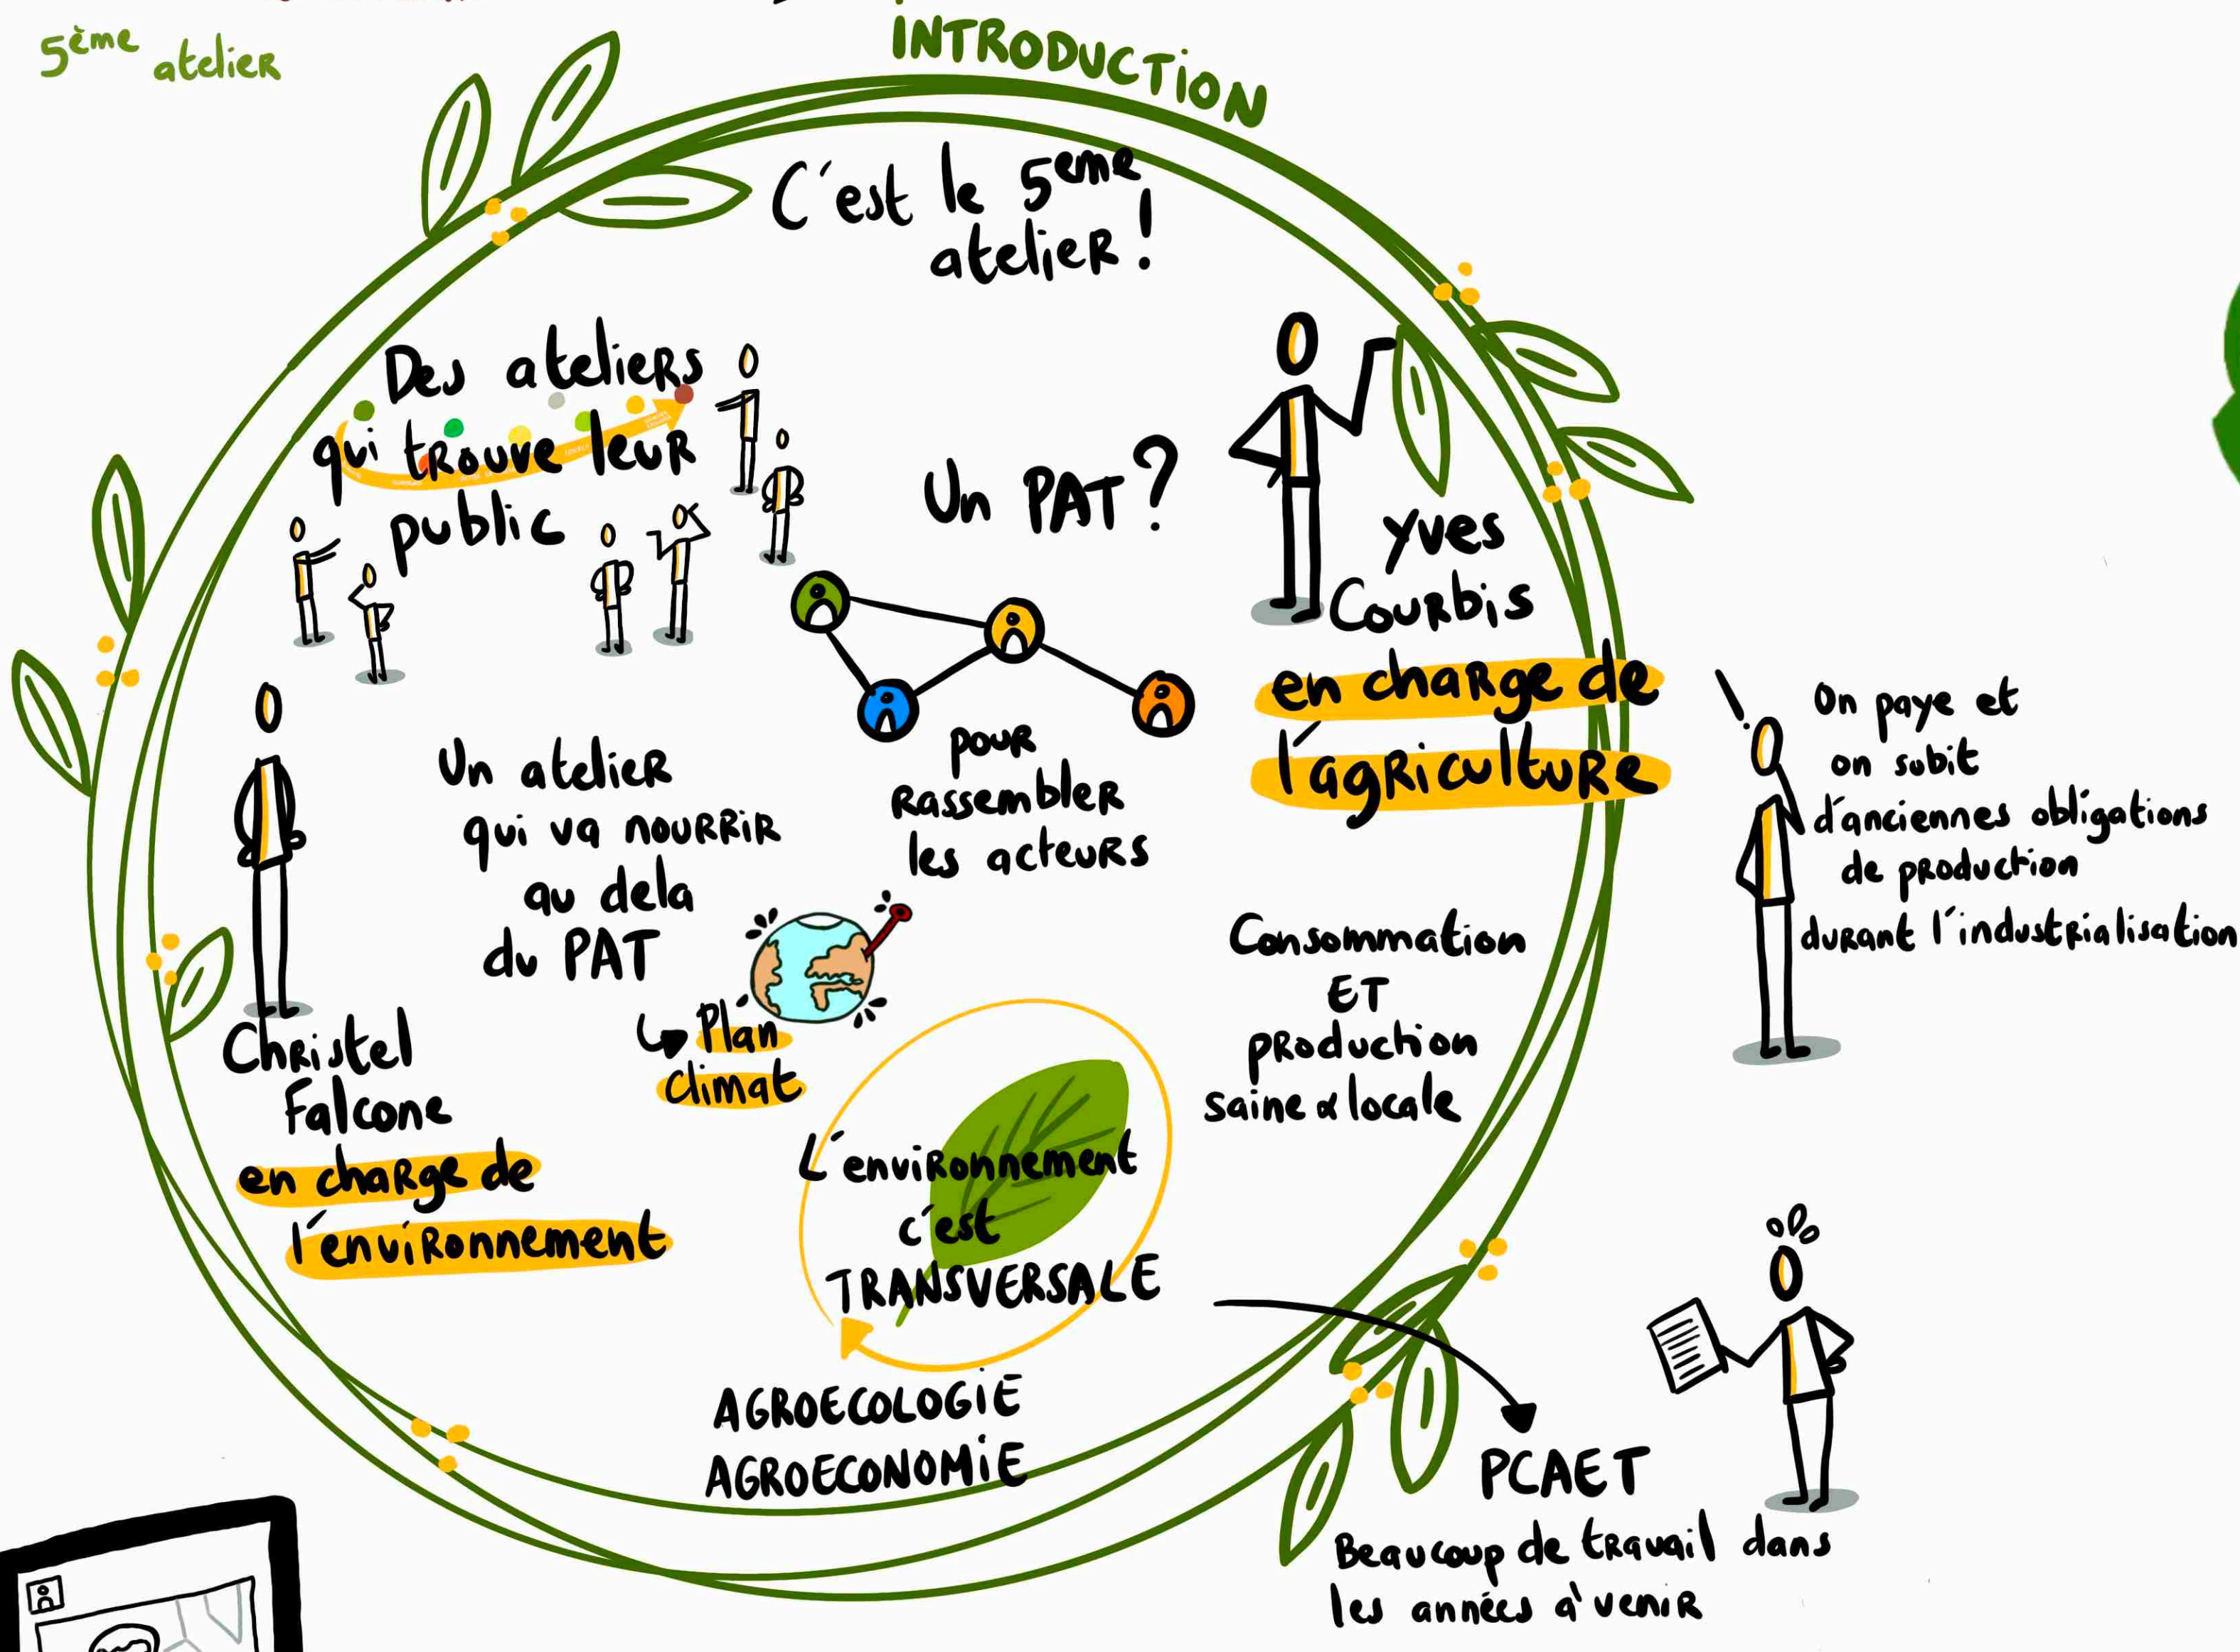 5ème atelier
INTRODUCTION
C'est le 5eme
atelier !
Des ateliers
qui trouve leur
public
Un PAT ?
pour
rassembler
les acteurs
Yves
Courbis
en charge de
l'agriculture
On paye et
on subit
d'anciennes obligations
de production
durant l'industrialisation
Un atelier
qui va nourrir
au dela
du PAT
Plan
climat
Christel
Falcone
en charge de
l'environnement
Consommation
ET
production
saine & locale
L'environnement
c'est
TRANSVERSALE
AGROECOLOGIE
AGROECONOMIE
PCAET
Beaucoup de travail dans
les années à venir